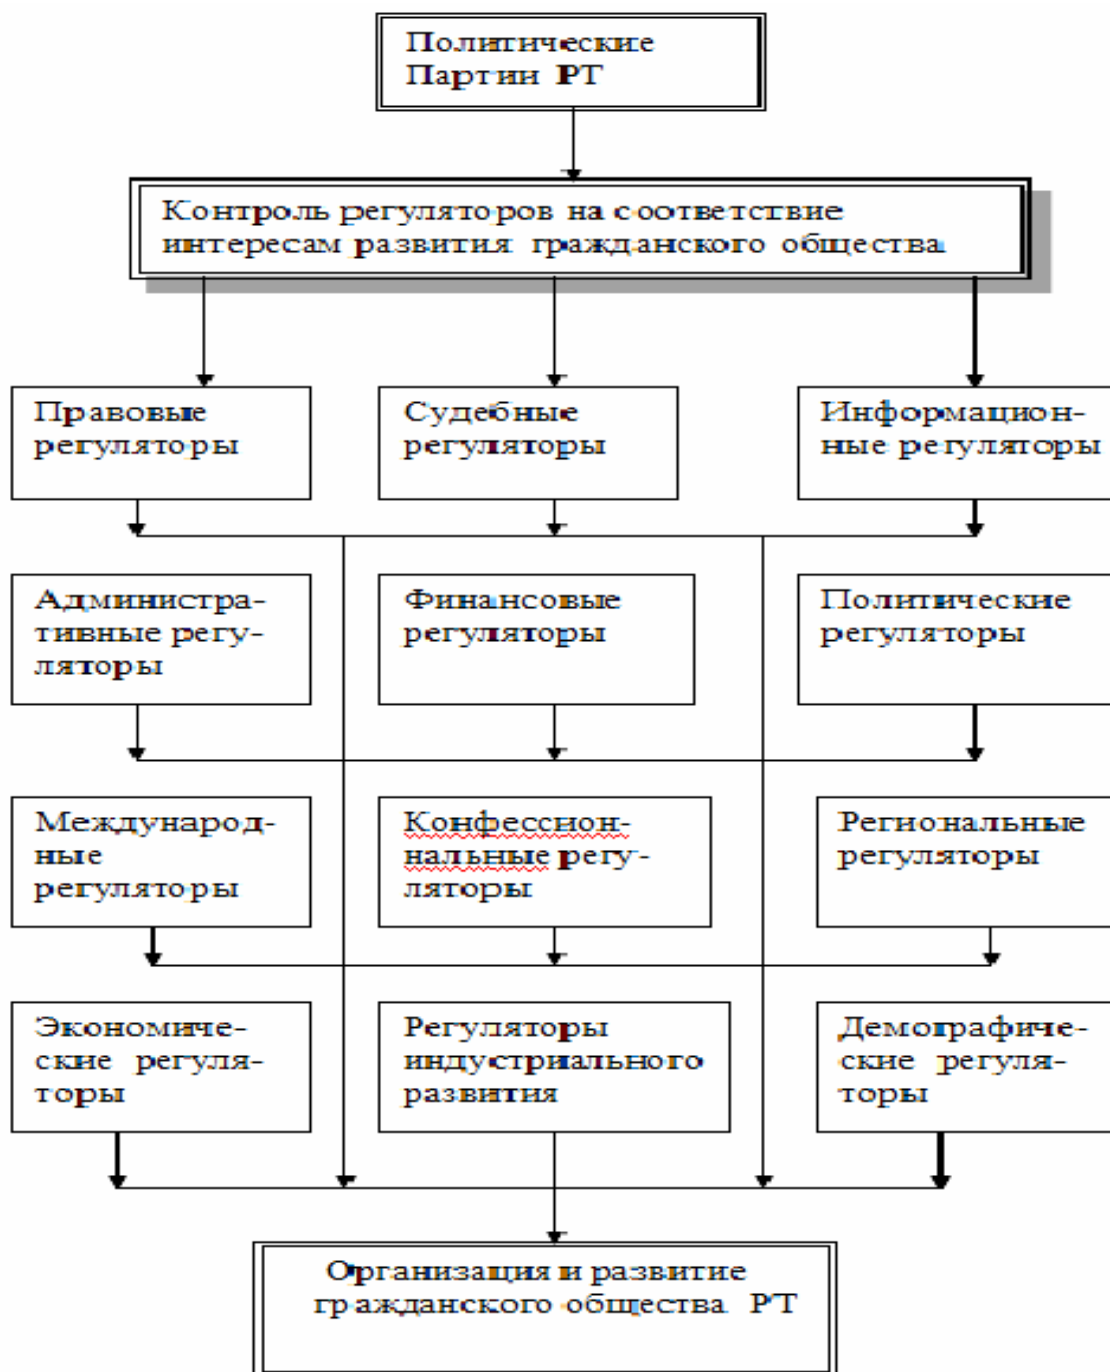 Политические
Партии РТ
Контроль регуляторов на соответствие
интересам развития гражданского общества
Правовые
регуляторы
Судебные
регуляторы
Информацион-
ные регуляторы
Администра-
тивные регу-
ляторы
Финансовые
регуляторы
Политические
регуляторы
Международ-
ные
регуляторы
Конфессион-
нальные регу-
ляторы
Региональные
регуляторы
Экономиче-
ские регуля-
торы
Регуляторы
индустриального
развития
Демографиче-
ские регуля-
торы
Организация и развитие
гражданского общества РТ